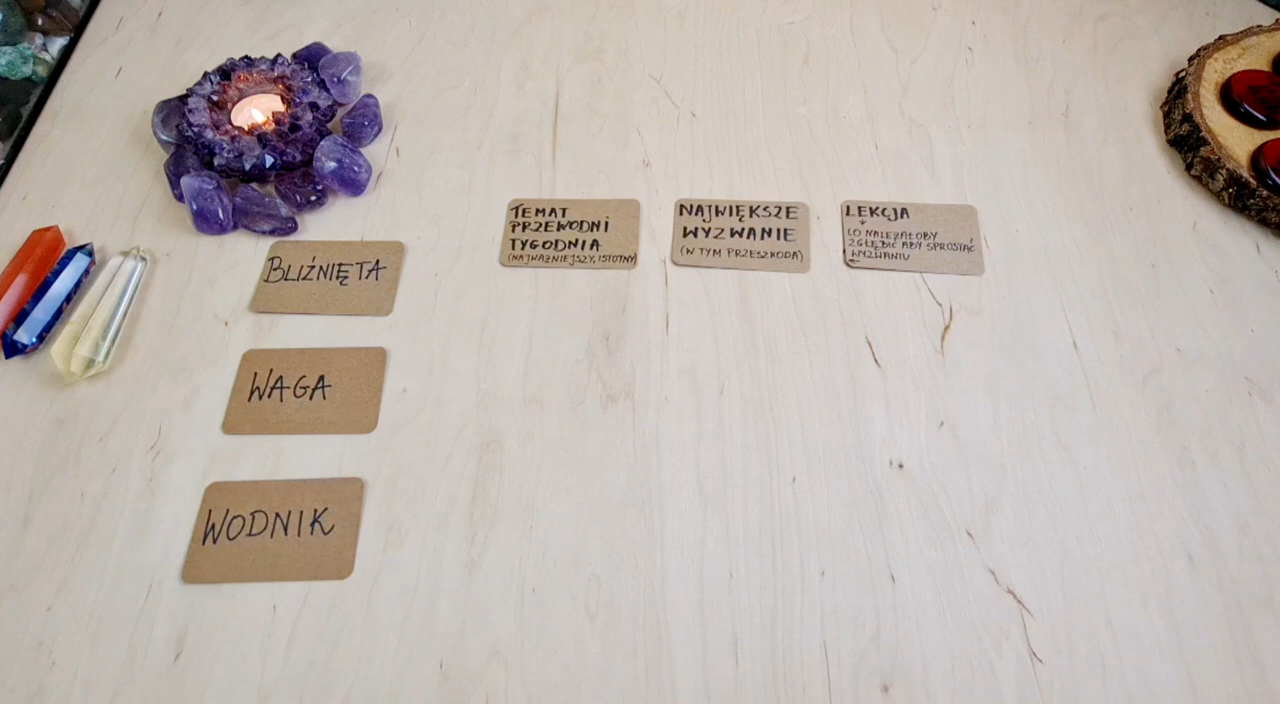 TEMAT
PRZEWODNI
TYGODNIA
(NAJWAŻNIEJSZY, ISTOTNY)
NAJWIĘKSZE
WYZWANIE
(W TYM PRZESZKODA)
LEKCJA
CO NALEŻAŁOBY
ZGŁĘBIĆ ABY SPROSTAĆ
WYZWANIU
BLIŹNIĘTA
WAGA
WODNIK